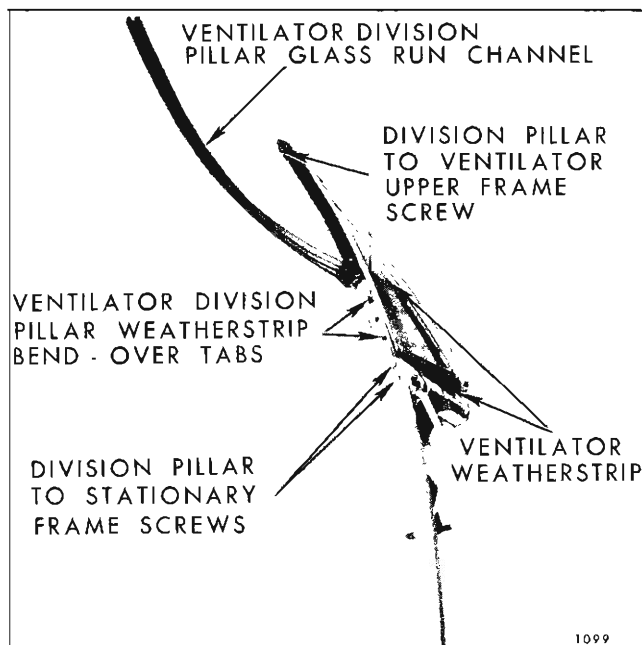 VENTILATOR DIVISION
PILLAR GLASS RUN CHANNEL
DIVISION PILLAR
TO VENTILATOR
UPPER FRAME
SCREW
VENTILATOR DIVISION
PILLAR WEATHERSTRIP
BEND - OVER TABS
VENTILATOR
WEATHERSTRIP
DIVISION PILLAR
TO STATIONARY
FRAME SCREWS
1099